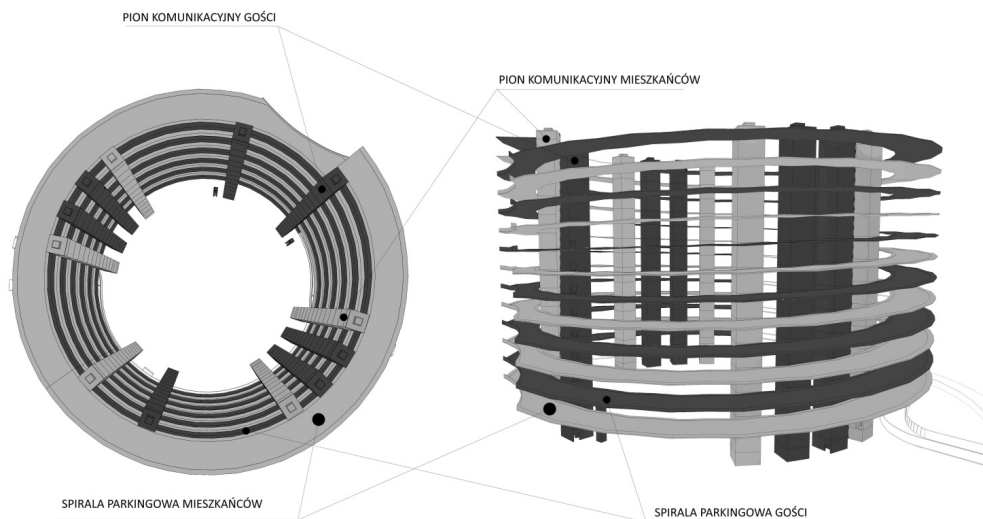 PION KOMUNIKACYJNY GOŚCI
PION KOMUNIKACYJNY MIESZKAŃCÓW
SPIRALA PARKINGOWA MIESZKAŃCÓW
SPIRALA PARKINGOWA GOŚCI